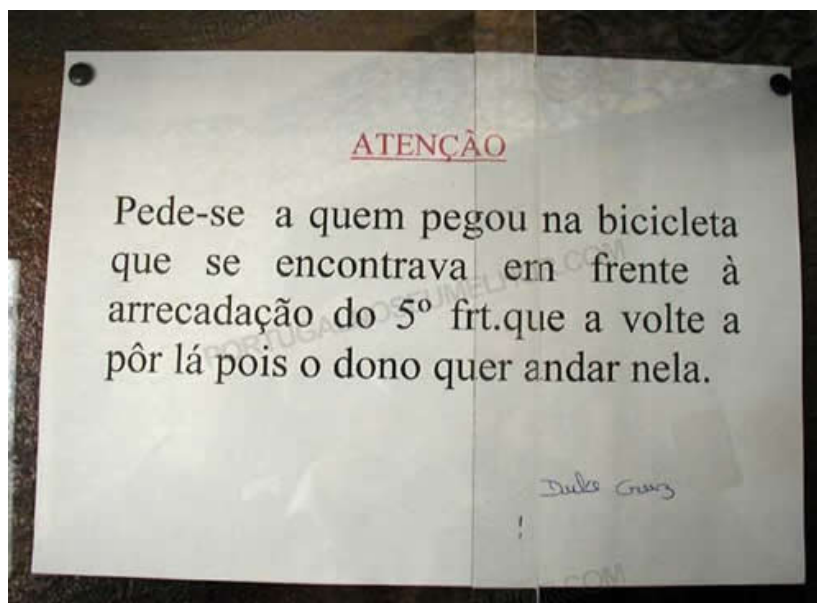 ATENÇÃO
Pede-se a quem pegou na bicicleta
que se encontrava em frente à
arrecadação do 5º frt.que a volte a
pôr lá pois o dono quer andar nela.